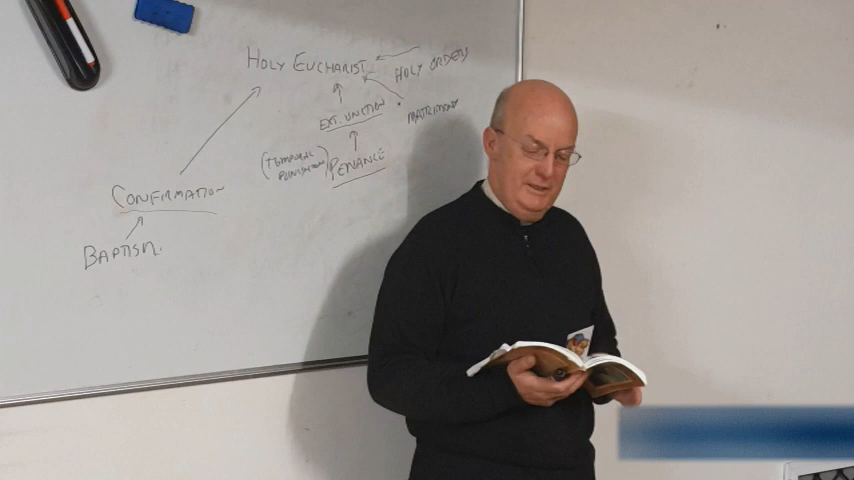 HOLY EUCHARIST
HOLY ORDERS
EXT. UNCTION
MATRIMONY
(TEMPORAL
PUNISHMENT)
PENANCE
CONFIRMATION
BAPTISM.